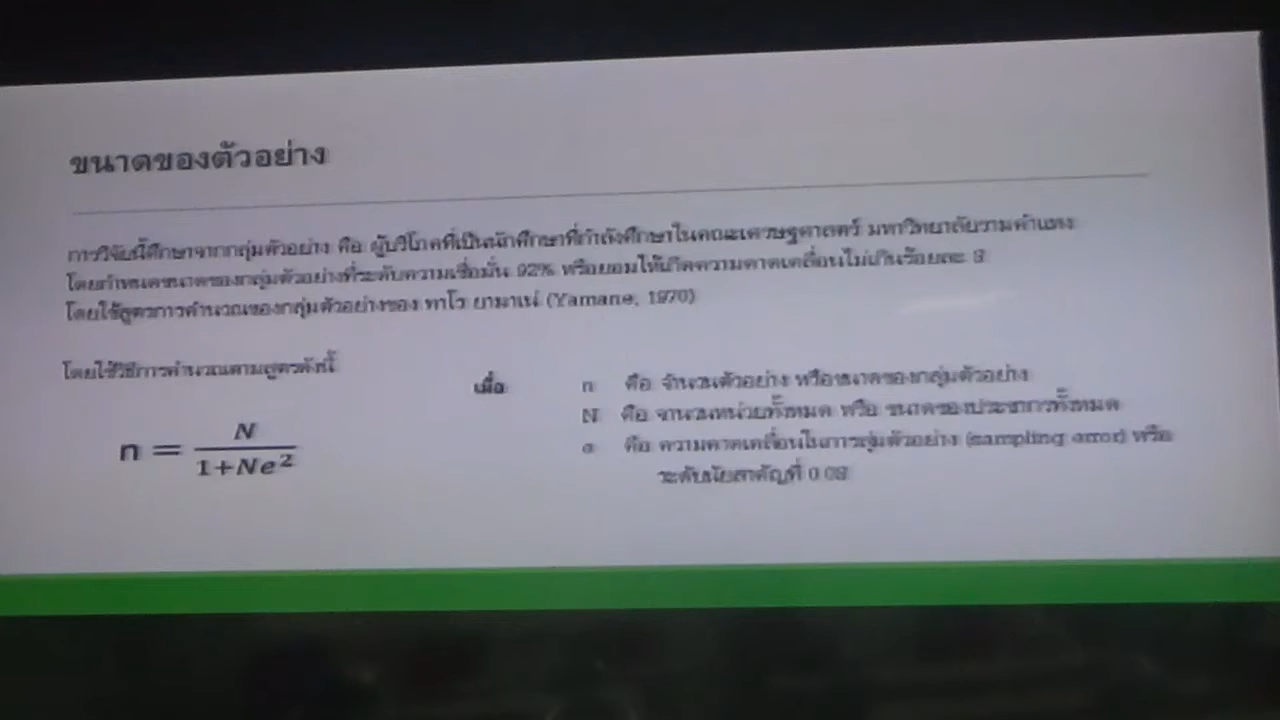 ขนาดของตัวอย่าง
การวิจัยนี้ศึกษาจากกลุ่มตัวอย่าง คือ ผู้บริโภคที่เป็นนักศึกษาที่กำลังศึกษาในคณะเศรษฐศาสตร์ มหาวิทยาลัยรามคำแหง
โดยกำหนดขนาดของกลุ่มตัวอย่างที่ระดับความเชื่อมั่น 92% หรือยอมให้เกิดความคาดเคลื่อนไม่เกินร้อยละ 8
โดยใช้สูตรการคำนวณของกลุ่มตัวอย่างของ ทาโร ยามาเน่ (Yamane, 1970)
โดยใช้วิธีการคำนวณตามสูตรดังนี้
n = N / 1+Ne²
เมื่อ n คือ จำนวนตัวอย่าง หรือขนาดของกลุ่มตัวอย่าง
N คือ จำนวนหน่วยทั้งหมด หรือ ขนาดของประชากรทั้งหมด
e คือ ความคาดเคลื่อนในการสุ่มตัวอย่าง (sampling error) หรือ
ระดับนัยสำคัญที่ 0.08